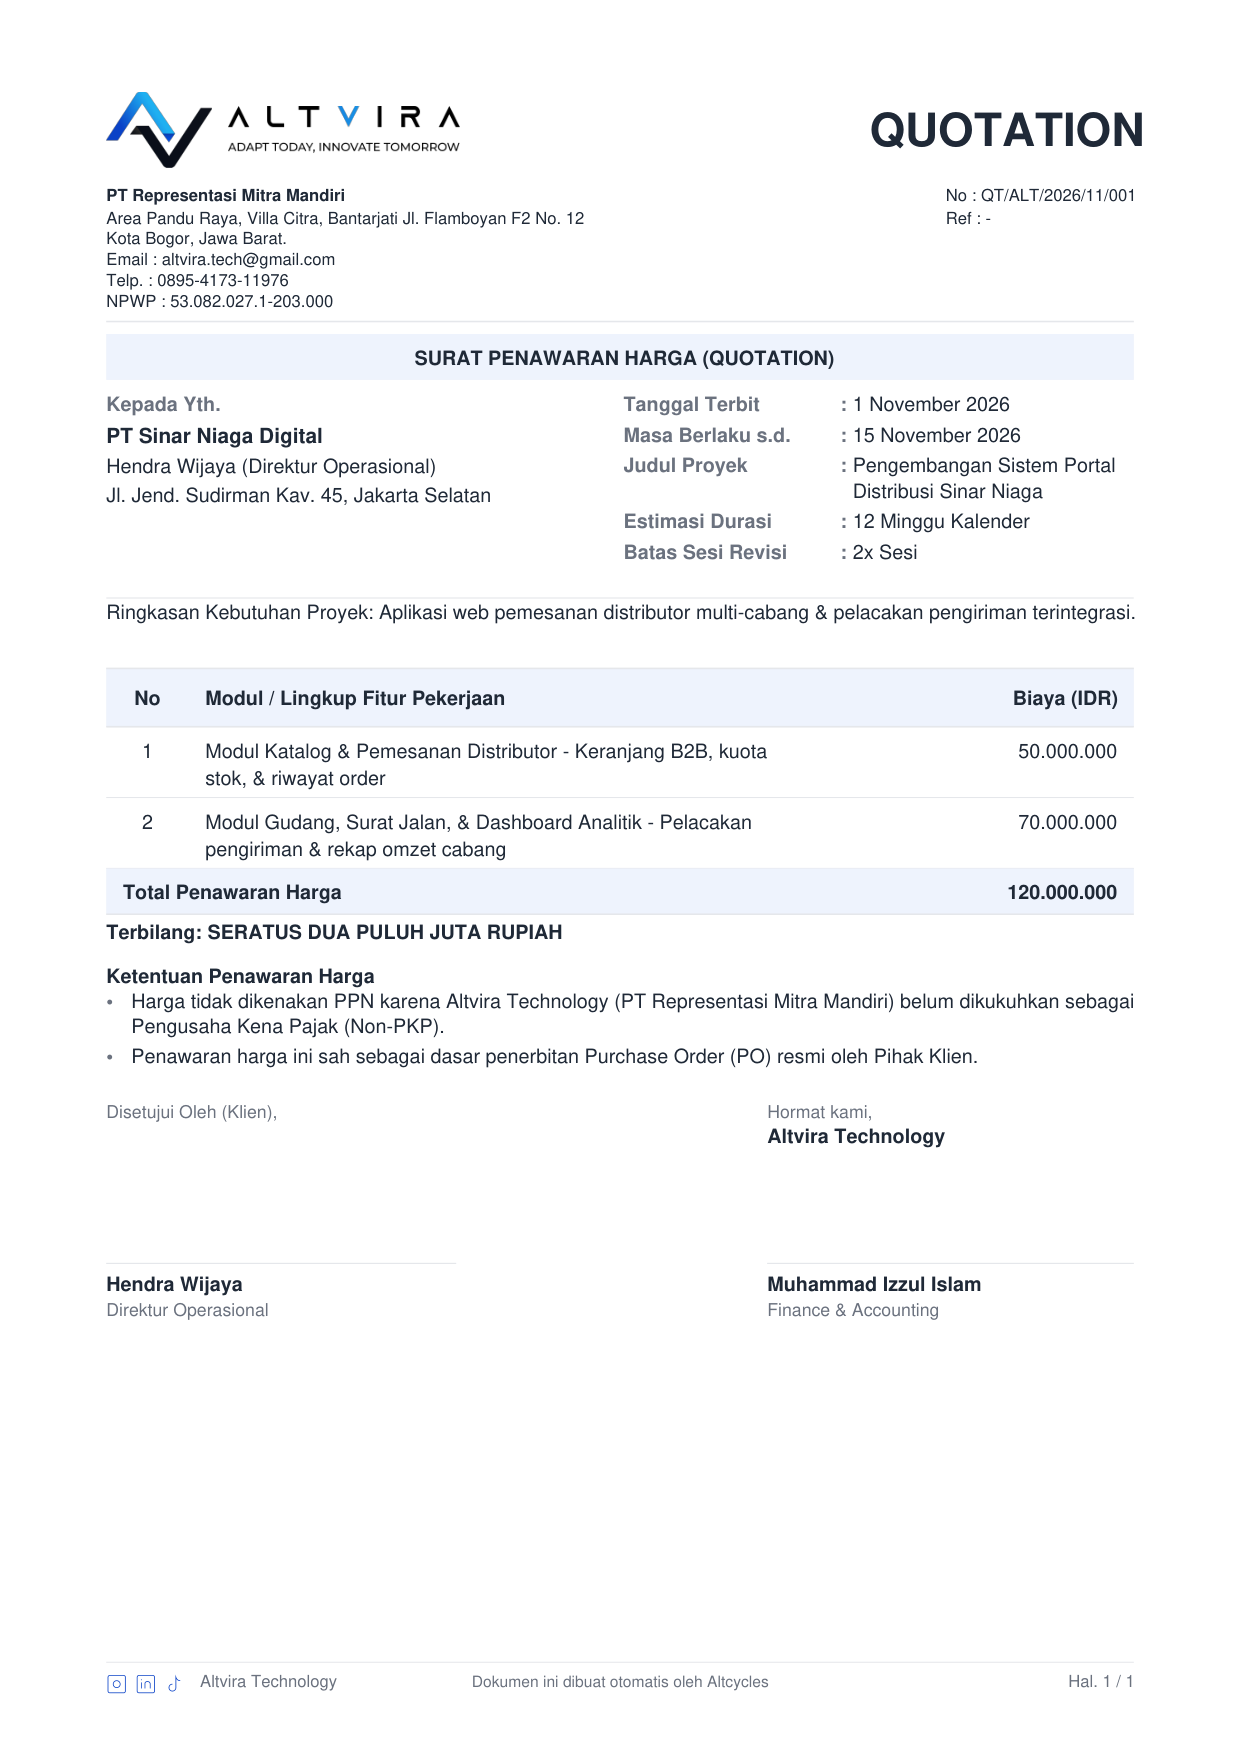 ALTVIRA
ADAPT TODAY, INNOVATE TOMORROW
QUOTATION
PT Representasi Mitra Mandiri
Area Pandu Raya, Villa Citra, Bantarjati Jl. Flamboyan F2 No. 12
Kota Bogor, Jawa Barat.
Email : altvira.tech@gmail.com
Telp. : 0895-4173-11976
NPWP : 53.082.027.1-203.000
No : QT/ALT/2026/11/001
Ref : -
SURAT PENAWARAN HARGA (QUOTATION)
Kepada Yth.
PT Sinar Niaga Digital
Hendra Wijaya (Direktur Operasional)
Jl. Jend. Sudirman Kav. 45, Jakarta Selatan
Tanggal Terbit : 1 November 2026
Masa Berlaku s.d. : 15 November 2026
Judul Proyek : Pengembangan Sistem Portal
Distribusi Sinar Niaga
Estimasi Durasi : 12 Minggu Kalender
Batas Sesi Revisi : 2x Sesi
Ringkasan Kebutuhan Proyek: Aplikasi web pemesanan distributor multi-cabang & pelacakan pengiriman terintegrasi.
No Modul / Lingkup Fitur Pekerjaan Biaya (IDR)
1 Modul Katalog & Pemesanan Distributor - Keranjang B2B, kuota 50.000.000
stok, & riwayat order
2 Modul Gudang, Surat Jalan, & Dashboard Analitik - Pelacakan 70.000.000
pengiriman & rekap omzet cabang
Total Penawaran Harga 120.000.000
Terbilang: SERATUS DUA PULUH JUTA RUPIAH
Ketentuan Penawaran Harga
• Harga tidak dikenakan PPN karena Altvira Technology (PT Representasi Mitra Mandiri) belum dikukuhkan sebagai
Pengusaha Kena Pajak (Non-PKP).
• Penawaran harga ini sah sebagai dasar penerbitan Purchase Order (PO) resmi oleh Pihak Klien.
Disetujui Oleh (Klien),
Hormat kami,
Altvira Technology
Hendra Wijaya
Direktur Operasional
Muhammad Izzul Islam
Finance & Accounting
Altvira Technology Dokumen ini dibuat otomatis oleh Altcycles Hal. 1 / 1